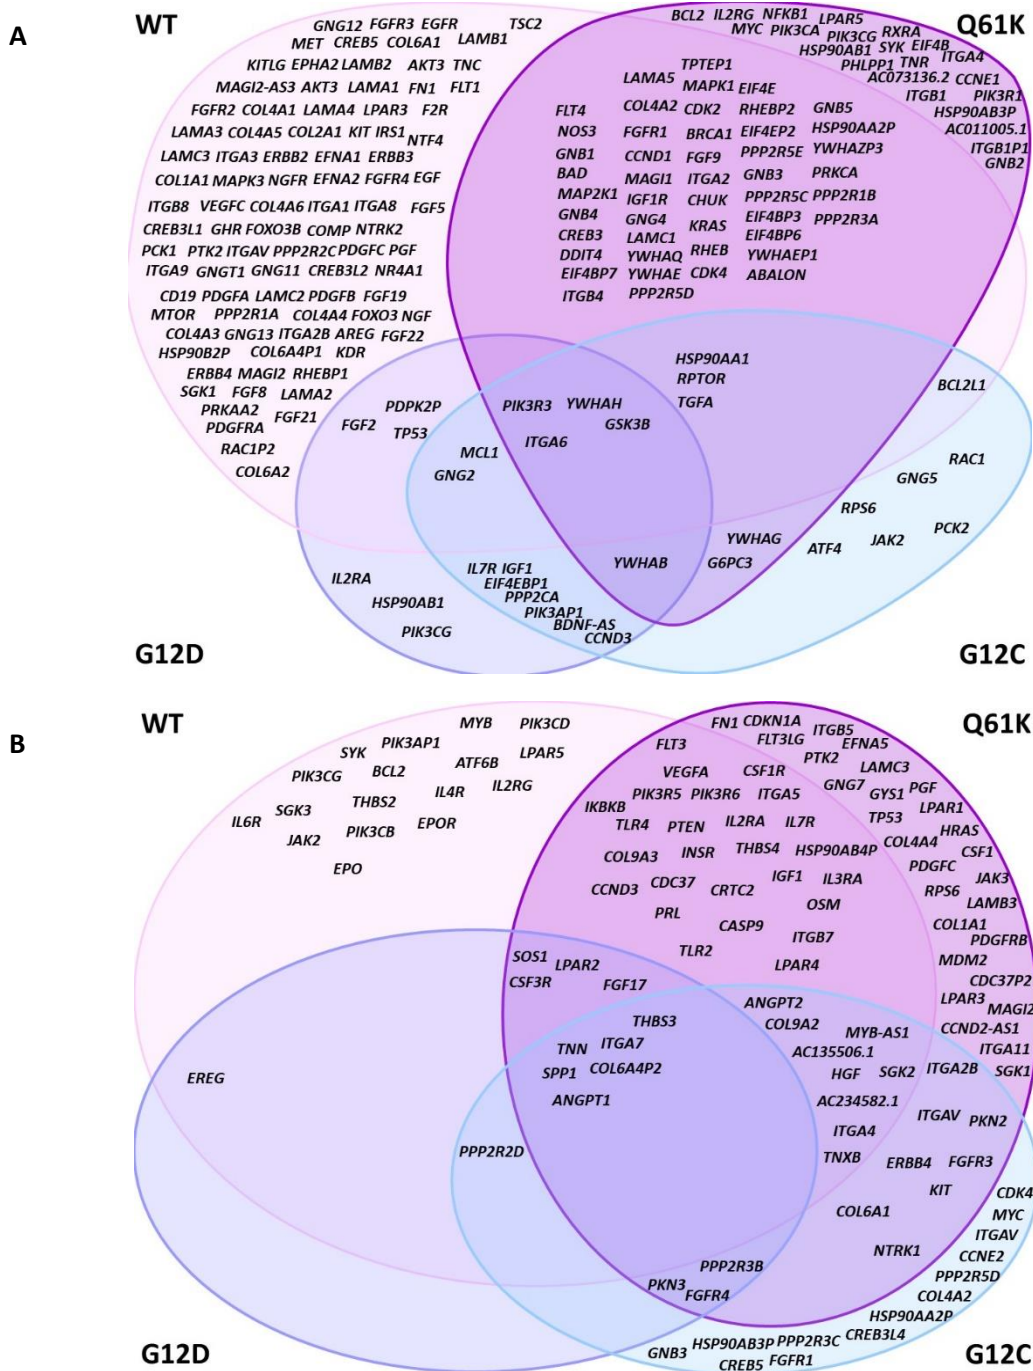 A
WT
Q61K
GNG12 FGFR3 EGFR TSC2
MET CREB5 COL6A1 LAMB1
KITLG EPHA2 LAMB2 AKT3 TNC
MAGI2-AS3 AKT3 LAMA1 FN1 FLT1
FGFR2 COL4A1 LAMA4 LPAR3 F2R
LAMA3 COL4A5 COL2A1 KIT IRS1 NTF4
LAMC3 ITGA3 ERBB2 EFNA1 ERBB3
COL1A1 MAPK3 NGFR EFNA2 FGFR4 EGF
ITGB8 VEGFC COL4A6 ITGA1 ITGA8 FGF5
CREB3L1 GHR FOXO3B COMP NTRK2
PCK1 PTK2 ITGAV PPP2R2C PDGFC PGF
ITGA9 GNGT1 GNG11 CREB3L2 NR4A1
CD19 PDGFA LAMC2 PDGFB FGF19
MTOR PPP2R1A COL4A4 FOXO3 NGF
COL4A3 GNG13 ITGA2B AREG FGF22
HSP90B2P COL6A4P1 KDR
ERBB4 MAGI2 RHEBP1
SGK1 FGF8 LAMA2
PRKAA2 FGF21
PDGFRA
RAC1P2
COL6A2
BCL2 IL2RG NFKB1 LPAR5
MYC PIK3CA PIK3CG RXRA
HSP90AB1 SYK EIF4B
PHLPP1 TNR ITGA4
AC073136.2 CCNE1
ITGB1 PIK3R1
HSP90AB3P
AC011005.1
ITGB1P1
GNB2
TPTEP1
LAMA5 MAPK1 EIF4E
FLT4 COL4A2 CDK2 RHEBP2 GNB5
NOS3 FGFR1 BRCA1 EIF4EP2 HSP90AA2P
GNB1 CCND1 FGF9 PPP2R5E YWHAZP3
BAD MAGI1 ITGA2 GNB3 PRKCA
MAP2K1 IGF1R CHUK PPP2R5C PPP2R1B
GNB4 GNG4 KRAS EIF4BP3 PPP2R3A
CREB3 LAMC1 EIF4BP6
DDIT4 YWHAQ RHEB YWHAEP1
EIF4BP7 YWHAE CDK4 ABALON
ITGB4 PPP2R5D
HSP90AA1
RPTOR
TGFA
BCL2L1
PDPK2P
FGF2 TP53
PIK3R3 YWHAH
GSK3B
ITGA6
MCL1
GNG2
RAC1
GNG5
RPS6
ATF4 JAK2 PCK2
YWHAG
G6PC3
YWHAB
IL2RA
HSP90AB1
PIK3CG
IL7R IGF1
EIF4EBP1
PPP2CA
PIK3AP1
BDNF-AS
CCND3
G12D
G12C
B
WT
Q61K
MYB PIK3CD
SYK PIK3AP1 LPAR5
PIK3CG BCL2 ATF6B
IL4R IL2RG
SGK3 THBS2
IL6R JAK2 PIK3CB EPOR
EPO
FN1 CDKN1A
ITGB5
FLT3 FLT3LG EFNA5
PTK2
VEGFA CSF1R LAMC3
GNG7
PIK3R5 PIK3R6 ITGA5 GYS1 PGF
IKBKB LPAR1
TLR4 PTEN IL2RA IL7R TP53 HRAS
COL9A3 INSR THBS4 HSP90AB4P COL4A4 CSF1
CCND3 CDC37 CRTC2 IGF1 IL3RA PDGFC JAK3
RPS6 LAMB3
PRL OSM COL1A1
CASP9 ITGB7 PDGFRB
TLR2 LPAR4 MDM2
CDC37P2
LPAR3 MAGI2
CCND2-AS1
ITGA11
SGK1
SOS1 LPAR2
CSF3R FGF17
THBS3
TNN ITGA7
SPP1 COL6A4P2
ANGPT1
ANGPT2
COL9A2 MYB-AS1
AC135506.1
HGF SGK2
AC234582.1
ITGA4
TNXB
ITGA2B
ITGAV PKN2
ERBB4 FGFR3
KIT
COL6A1
NTRK1
EREG
PPP2R2D
PPP2R3B
PKN3
FGFR4
CDK4
MYC
ITGAV
CCNE2
PPP2R5D
COL4A2
HSP90AA2P
CREB3L4
GNB3 HSP90AB3P PPP2R3C
CREB5 FGFR1
G12D
G12C